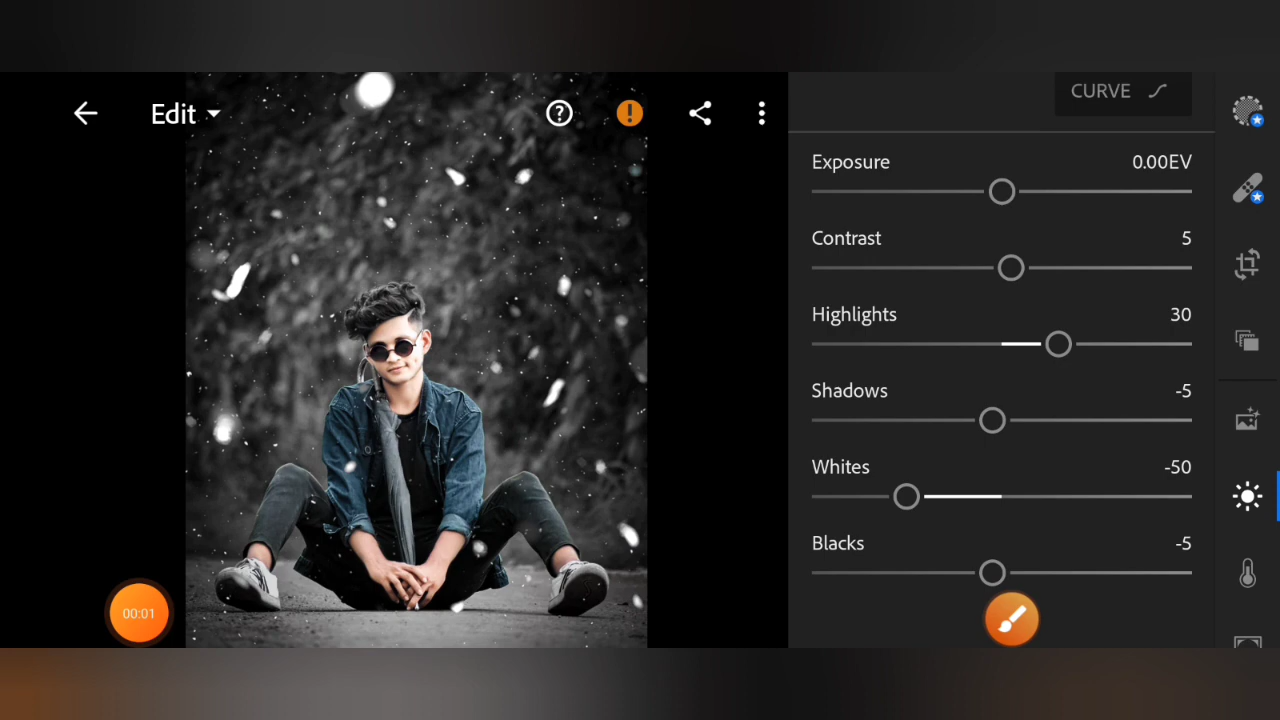 Edit
CURVE
Exposure 0.00EV
Contrast 5
Highlights 30
Shadows -5
Whites -50
Blacks -5
00:01